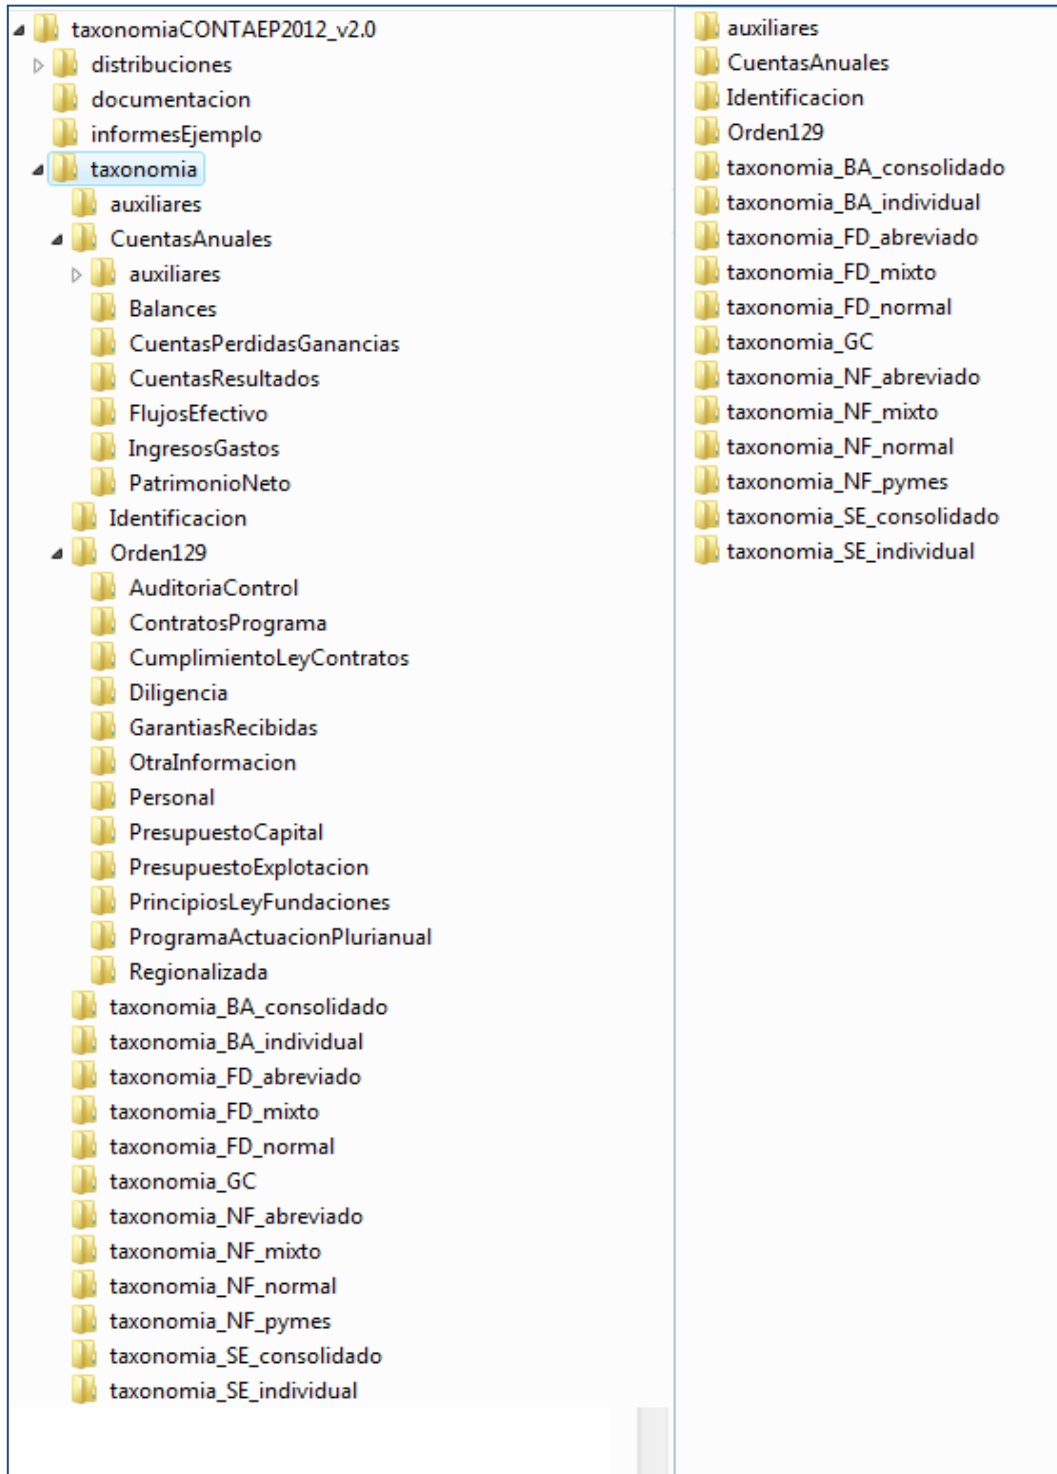 taxonomiaCONTAEP2012_v2.0
distribuciones
documentacion
informesEjemplo
taxonomia
auxiliares
CuentasAnuales
auxiliares
Balances
CuentasPerdidasGanancias
CuentasResultados
FlujosEfectivo
IngresosGastos
PatrimonioNeto
Identificacion
Orden129
AuditoriaControl
ContratosPrograma
CumplimientoLeyContratos
Diligencia
GarantiasRecibidas
OtraInformacion
Personal
PresupuestoCapital
PresupuestoExplotacion
PrincipiosLeyFundaciones
ProgramaActuacionPlurianual
Regionalizada
taxonomia_BA_consolidado
taxonomia_BA_individual
taxonomia_FD_abreviado
taxonomia_FD_mixto
taxonomia_FD_normal
taxonomia_GC
taxonomia_NF_abreviado
taxonomia_NF_mixto
taxonomia_NF_normal
taxonomia_NF_pymes
taxonomia_SE_consolidado
taxonomia_SE_individual
auxiliares
CuentasAnuales
Identificacion
Orden129
taxonomia_BA_consolidado
taxonomia_BA_individual
taxonomia_FD_abreviado
taxonomia_FD_mixto
taxonomia_FD_normal
taxonomia_GC
taxonomia_NF_abreviado
taxonomia_NF_mixto
taxonomia_NF_normal
taxonomia_NF_pymes
taxonomia_SE_consolidado
taxonomia_SE_individual